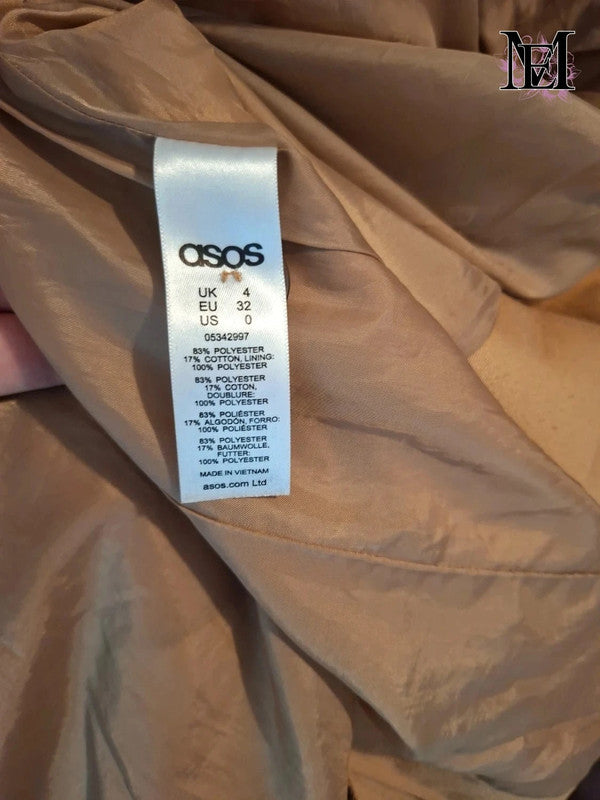 MEI
asos
UK 4
EU 32
US 0
05342997
83% POLYESTER
17% COTTON, LINING:
100% POLYESTER
83% POLYESTER
17% COTON,
DOUBLURE:
100% POLYESTER
83% POLIÉSTER
17% ALGODÓN, FORRO:
100% POLIÉSTER
83% POLYESTER
17% BAUMWOLLE,
FUTTER:
100% POLYESTER
MADE IN VIETNAM
asos.com Ltd